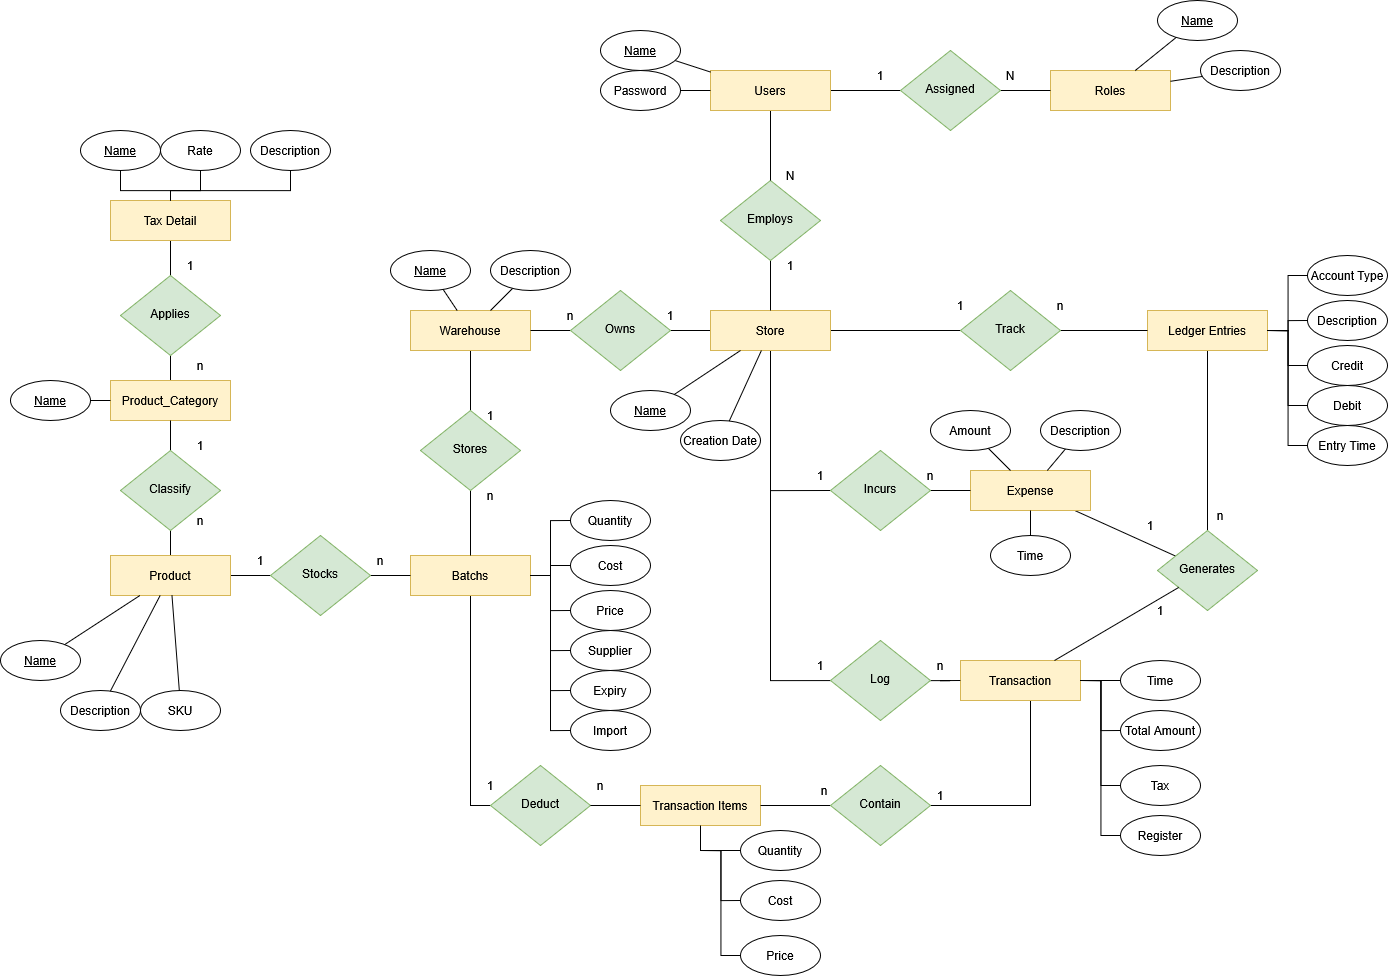 Name
Description
Name
Password
Users
1
Assigned
N
Roles
Name
Rate
Description
Tax Detail
N
Employs
1
1
Applies
n
Name
Product_Category
1
Classify
n
Name
Description
Warehouse
n
Owns
1
Store
1
Track
n
Ledger Entries
Account Type
Description
Credit
Debit
Entry Time
Name
Creation Date
1
Stores
n
Amount
Description
1
Incurs
n
Expense
Time
1
n
Generates
1
Product
1
Stocks
n
Batchs
Quantity
Cost
Price
Supplier
Expiry
Import
Name
Description
SKU
1
Log
n
Transaction
Time
Total Amount
Tax
Register
1
Deduct
n
Transaction Items
n
Contain
1
Quantity
Cost
Price